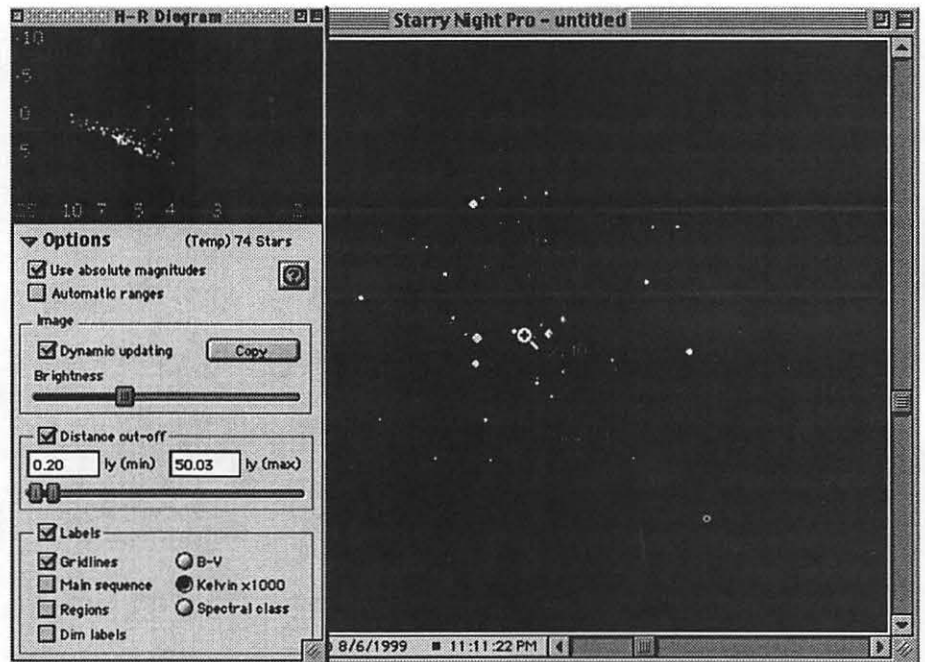 H-R Diagram
Starry Night Pro - untitled
-10
-5
0
5
10 7 5 4 3
Options (Temp) 74 Stars
Use absolute magnitudes
Automatic ranges
Image
Dynamic updating Copy
Brightness
Distance cut-off
0.20 ly (min) 50.03 ly (max)
Labels
Gridlines B-V
Main sequence Kelvin x1000
Regions Spectral class
Dim labels
8/6/1999 11:11:22 PM